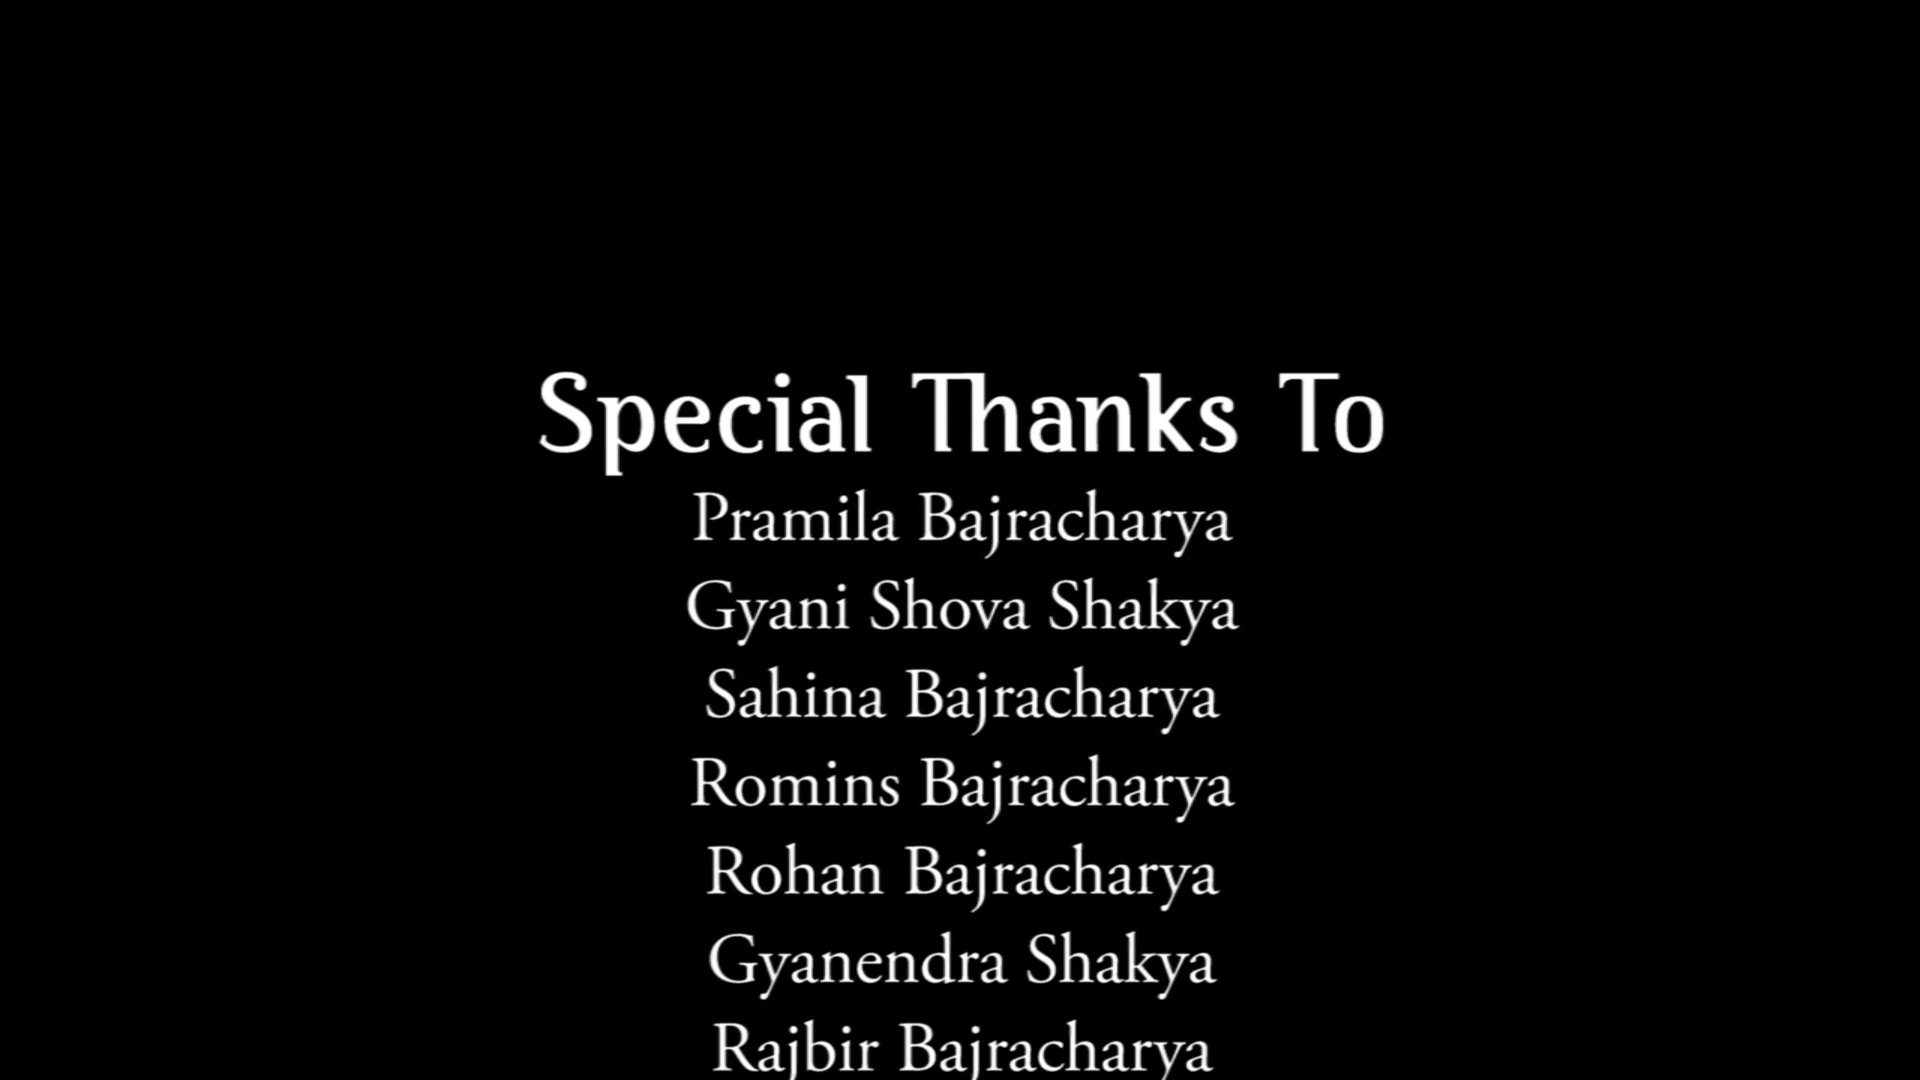 Special Thanks To
Pramila Bajracharya
Gyani Shova Shakya
Sahina Bajracharya
Romins Bajracharya
Rohan Bajracharya
Gyanendra Shakya
Rajbir Bajracharya